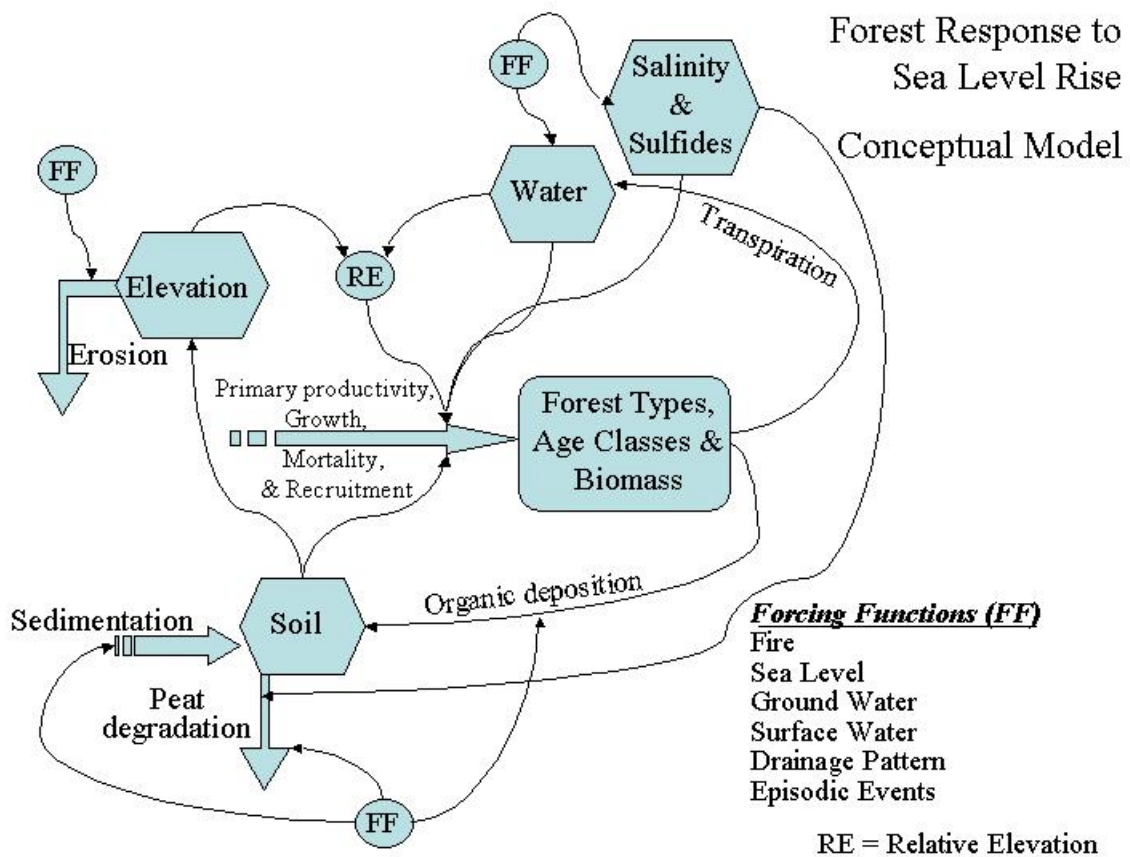 Forest Response to
Sea Level Rise
Conceptual Model
FF
Salinity
&
Sulfides
FF
Water
Transpiration
Elevation
RE
Erosion
Primary productivity,
Growth,
Mortality,
& Recruitment
Forest Types,
Age Classes &
Biomass
Organic deposition
Sedimentation
Soil
Peat
degradation
FF
Forcing Functions (FF)
Fire
Sea Level
Ground Water
Surface Water
Drainage Pattern
Episodic Events
RE = Relative Elevation